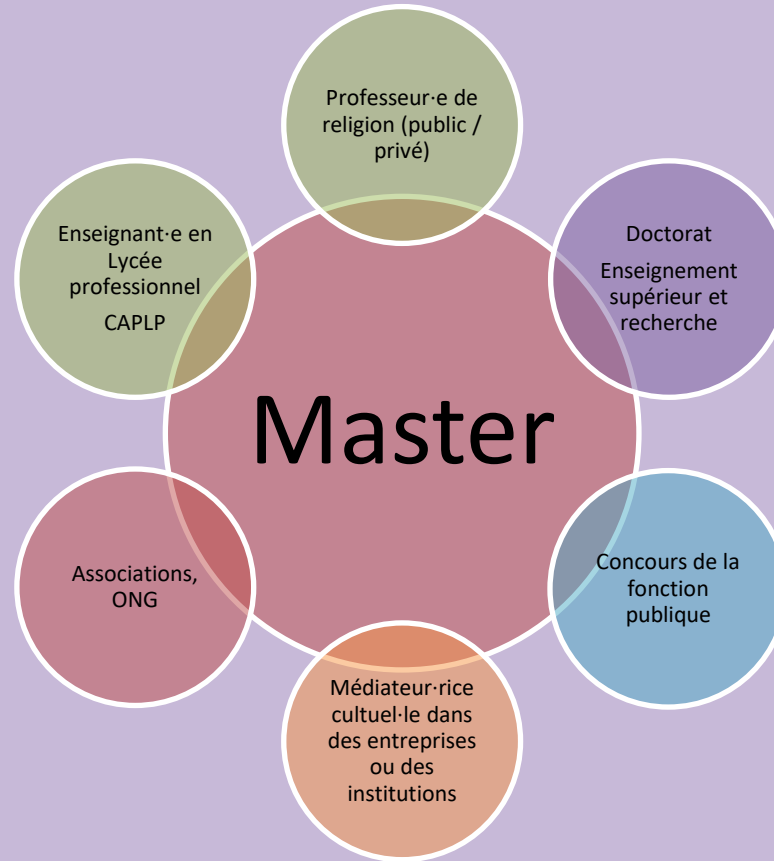 Professeur·e de
religion (public /
privé)
Enseignant·e en
Lycée
professionnel
CAPLP
Doctorat
Enseignement
supérieur et
recherche
Master
Associations,
ONG
Concours de la
fonction
publique
Médiateur·rice
cultuel·le dans
des entreprises
ou des
institutions